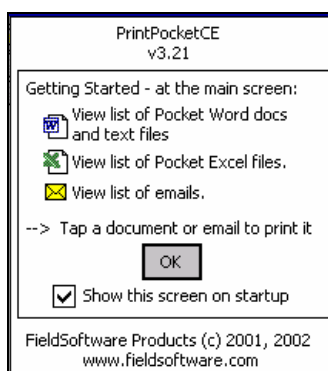 PrintPocketCE
v3.21
Getting Started - at the main screen:
View list of Pocket Word docs
and text files
View list of Pocket Excel files.
View list of emails.
--> Tap a document or email to print it
OK
Show this screen on startup
FieldSoftware Products (c) 2001, 2002
www.fieldsoftware.com